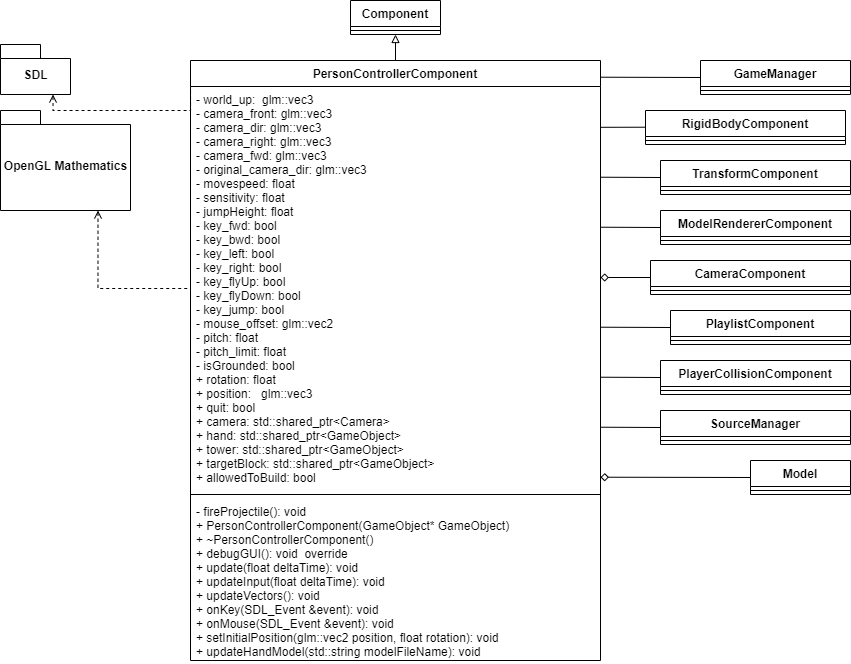 Component
SDL
OpenGL Mathematics
PersonControllerComponent
- world_up:  glm::vec3
- camera_front: glm::vec3
- camera_dir: glm::vec3
- camera_right: glm::vec3
- camera_fwd: glm::vec3
- original_camera_dir: glm::vec3
- movespeed: float
- sensitivity: float
- jumpHeight: float
- key_fwd: bool
- key_bwd: bool
- key_left: bool
- key_right: bool
- key_flyUp: bool
- key_flyDown: bool
- key_jump: bool
- mouse_offset: glm::vec2
- pitch: float
- pitch_limit: float
- isGrounded: bool
+ rotation: float
+ position:   glm::vec3
+ quit: bool
+ camera: std::shared_ptr<Camera>
+ hand: std::shared_ptr<GameObject>
+ tower: std::shared_ptr<GameObject>
+ targetBlock: std::shared_ptr<GameObject>
+ allowedToBuild: bool
- fireProjectile(): void
+ PersonControllerComponent(GameObject* GameObject)
+ ~PersonControllerComponent()
+ debugGUI(): void  override
+ update(float deltaTime): void
+ updateInput(float deltaTime): void
+ updateVectors(): void
+ onKey(SDL_Event &event): void
+ onMouse(SDL_Event &event): void
+ setInitialPosition(glm::vec2 position, float rotation): void
+ updateHandModel(std::string modelFileName): void
GameManager
RigidBodyComponent
TransformComponent
ModelRendererComponent
CameraComponent
PlaylistComponent
PlayerCollisionComponent
SourceManager
Model